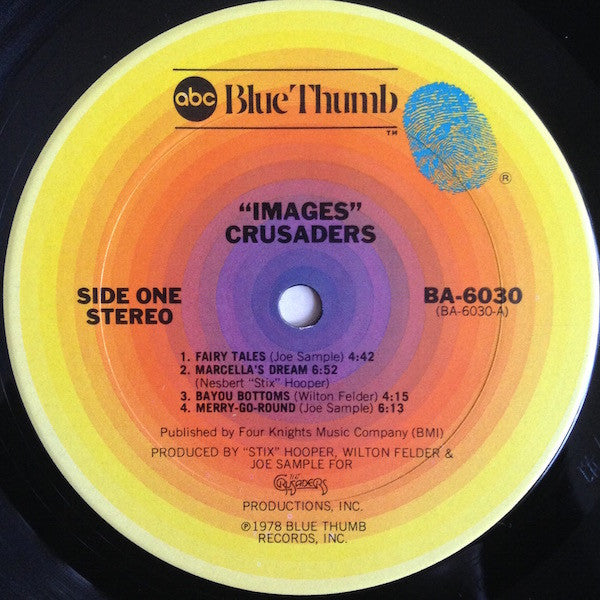 abc Blue Thumb ™
®
"IMAGES"
CRUSADERS
SIDE ONE
STEREO
BA-6030
(BA-6030-A)
1. FAIRY TALES (Joe Sample) 4:42
2. MARCELLA'S DREAM 6:52
(Nesbert "Stix" Hooper)
3. BAYOU BOTTOMS (Wilton Felder) 4:15
4. MERRY-GO-ROUND (Joe Sample) 6:13
Published by Four Knights Music Company (BMI)
PRODUCED BY "STIX" HOOPER, WILTON FELDER &
JOE SAMPLE FOR
THE CRUSADERS
PRODUCTIONS, INC.
℗1978 BLUE THUMB
RECORDS, INC.